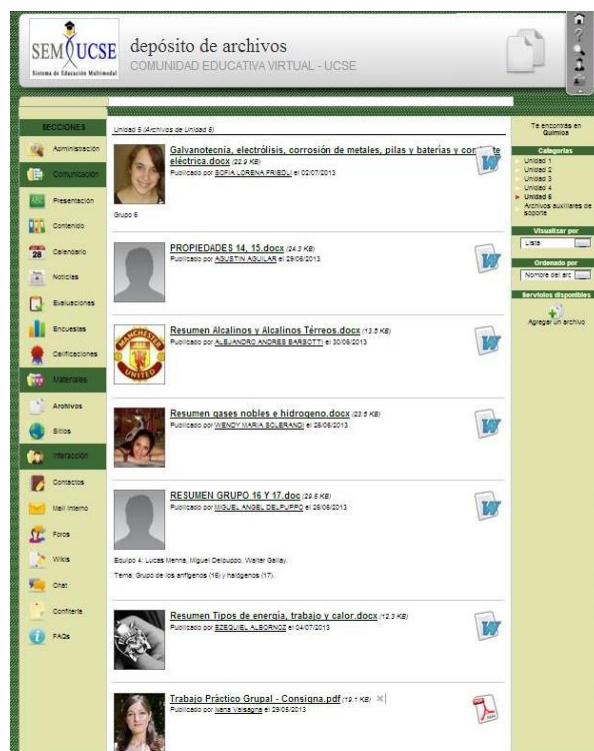 SEM UCSE
Sistema de Educación Multimodal
depósito de archivos
COMUNIDAD EDUCATIVA VIRTUAL - UCSE
SECCIONES
Administración
Comunicación
Presentación
Contenido
Calendario
Noticias
Evaluaciones
Encuestas
Calificaciones
Materiales
Archivos
Sitios
Interacción
Contactos
Mail Interno
Foros
Wikis
Chat
Confitería
FAQs
Unidad 5 (Archivos de Unidad 5)
Galvanotecnia, electrólisis, corrosión de metales, pilas y baterías y corriente
eléctrica.docx (22.9 KB)
Publicado por SOFIA LORENA FRIEDLI el 02/07/2013
Grupo 6
PROPIEDADES 14, 15.docx (24.3 KB)
Publicado por AGUSTIN AGUILAR el 29/06/2013
Resumen Alcalinos y Alcalinos Térreos.docx (13.5 KB)
Publicado por ALEJANDRO ANDRES BARBOTTI el 30/06/2013
Resumen gases nobles e hidrogeno.docx (23.5 KB)
Publicado por WENDY MARIA SCLERANDI el 28/06/2013
RESUMEN GRUPO 16 Y 17.doc (29.5 KB)
Publicado por MIGUEL ANGEL DELPUPPO el 28/06/2013
Equipo 4: Lucas Menna, Miguel Delpuppo, Walter Gallay.
Tema: Grupo de los anfígenos (16) y halógenos (17).
Resumen Tipos de energía, trabajo y calor.docx (12.3 KB)
Publicado por EZEQUIEL ALBORNOZ el 04/07/2013
Trabajo Práctico Grupal - Consigna.pdf (19.1 KB)
Publicado por Ivana Valsagna el 29/05/2013
Te encontrás en
Química
Categorías
Unidad 1
Unidad 2
Unidad 3
Unidad 4
Unidad 5
Archivos auxiliares de
soporte
Visualizar por
Lista
Ordenado por
Nombre del arc
Servicios disponibles
Agregar un archivo